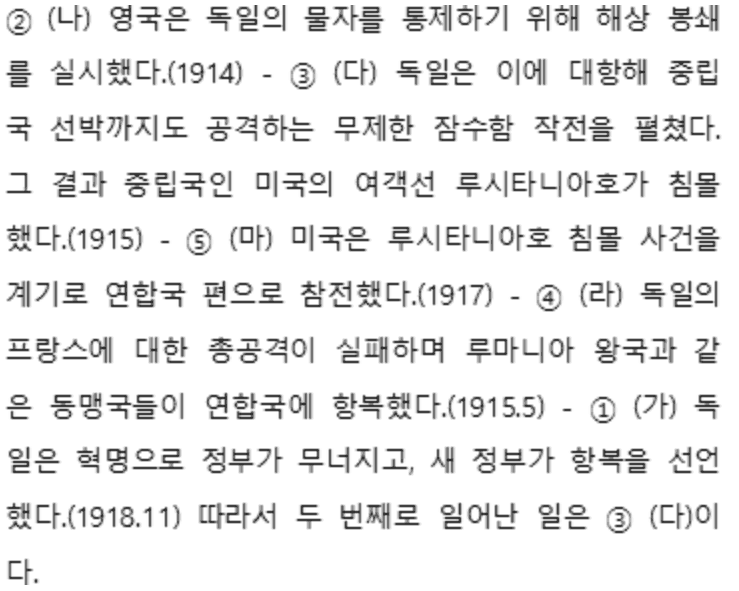 ② (나) 영국은 독일의 물자를 통제하기 위해 해상 봉쇄
를 실시했다.(1914) - ③ (다) 독일은 이에 대항해 중립
국 선박까지도 공격하는 무제한 잠수함 작전을 펼쳤다.
그 결과 중립국인 미국의 여객선 루시타니아호가 침몰
했다.(1915) - ⑤ (마) 미국은 루시타니아호 침몰 사건을
계기로 연합국 편으로 참전했다.(1917) - ④ (라) 독일의
프랑스에 대한 총공격이 실패하며 루마니아 왕국과 같
은 동맹국들이 연합국에 항복했다.(1915.5) - ① (가) 독
일은 혁명으로 정부가 무너지고, 새 정부가 항복을 선언
했다.(1918.11) 따라서 두 번째로 일어난 일은 ③ (다)이
다.